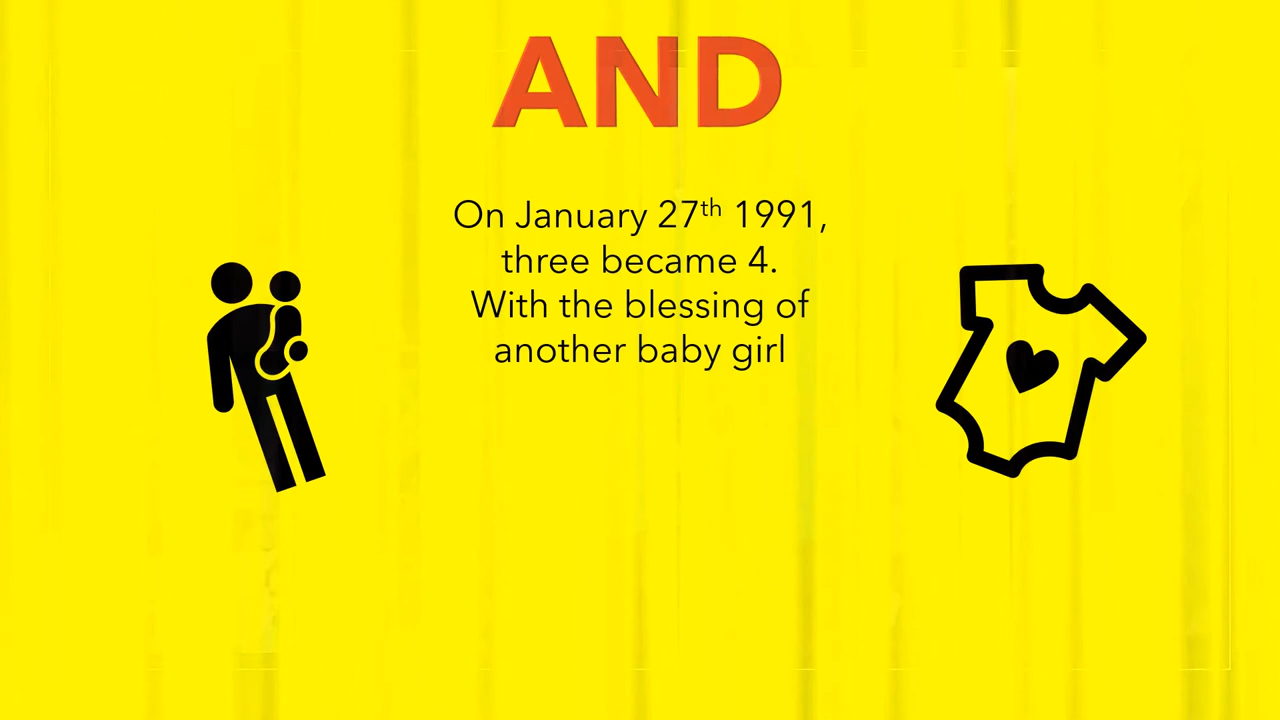 AND
On January 27th 1991,
three became 4.
With the blessing of
another baby girl